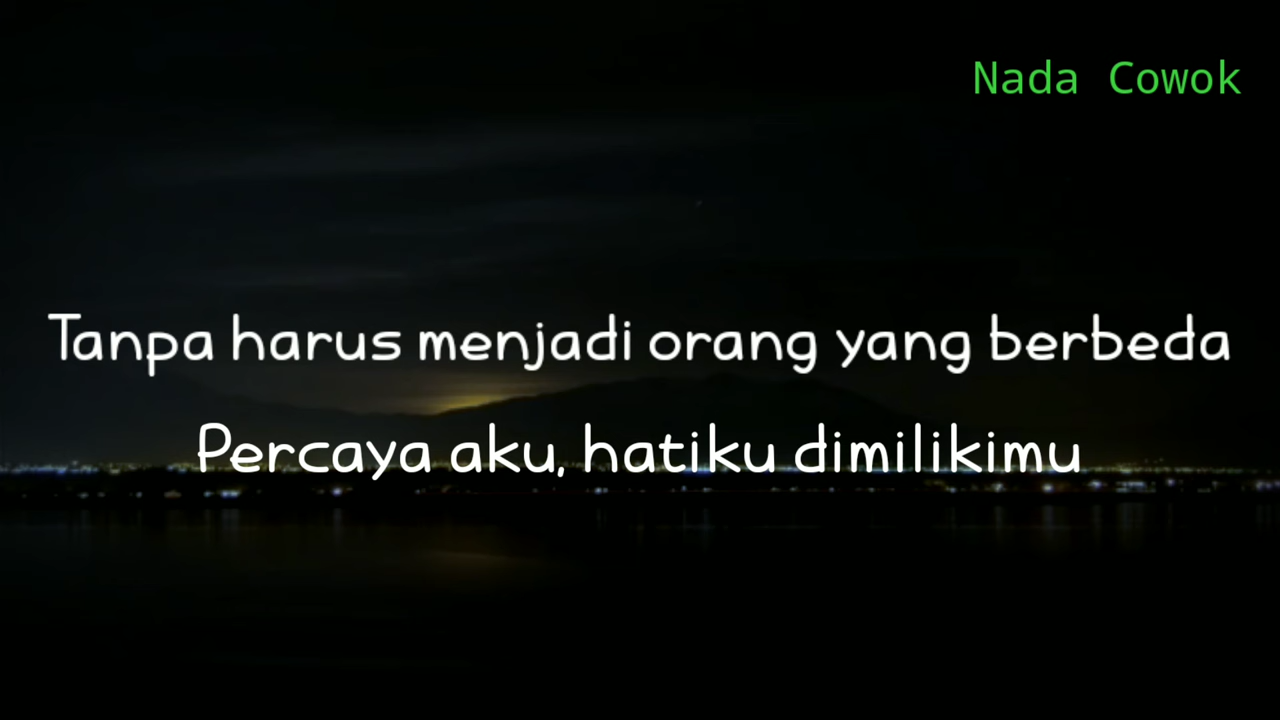 Nada Cowok
Tanpa harus menjadi orang yang berbeda
Percaya aku, hatiku dimilikimu